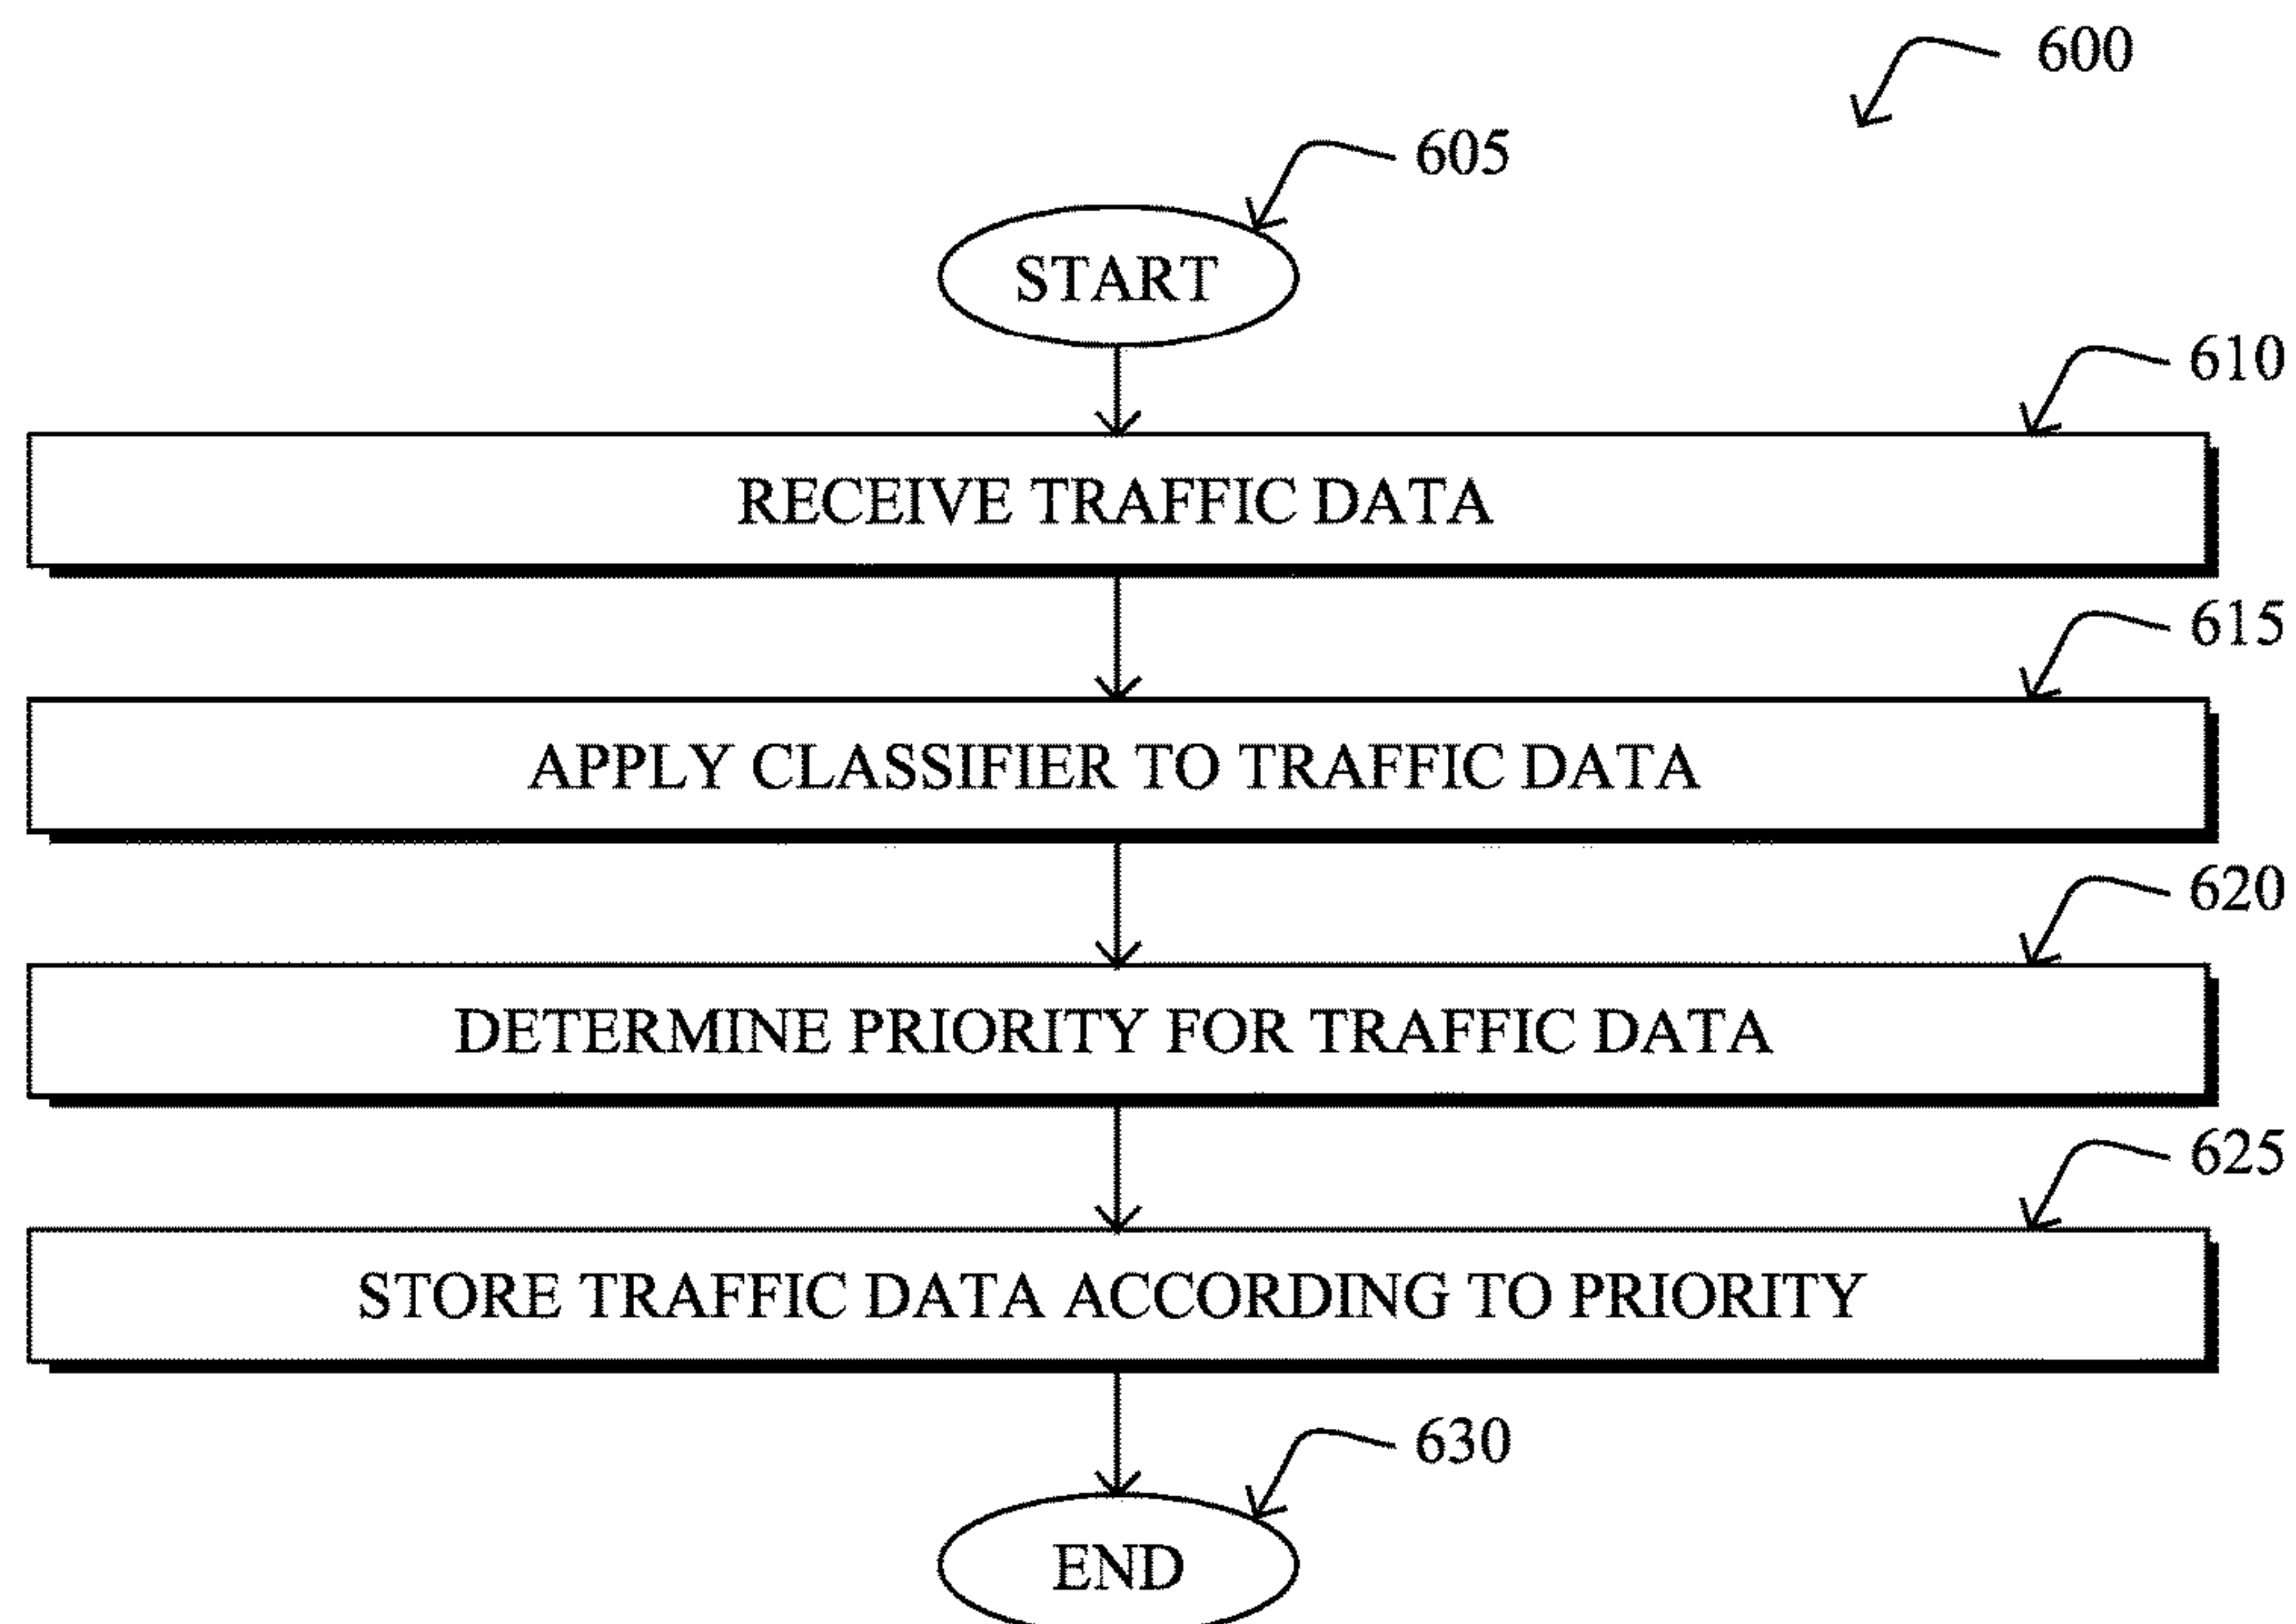 600
605
START
610
RECEIVE TRAFFIC DATA
615
APPLY CLASSIFIER TO TRAFFIC DATA
620
DETERMINE PRIORITY FOR TRAFFIC DATA
625
STORE TRAFFIC DATA ACCORDING TO PRIORITY
630
END